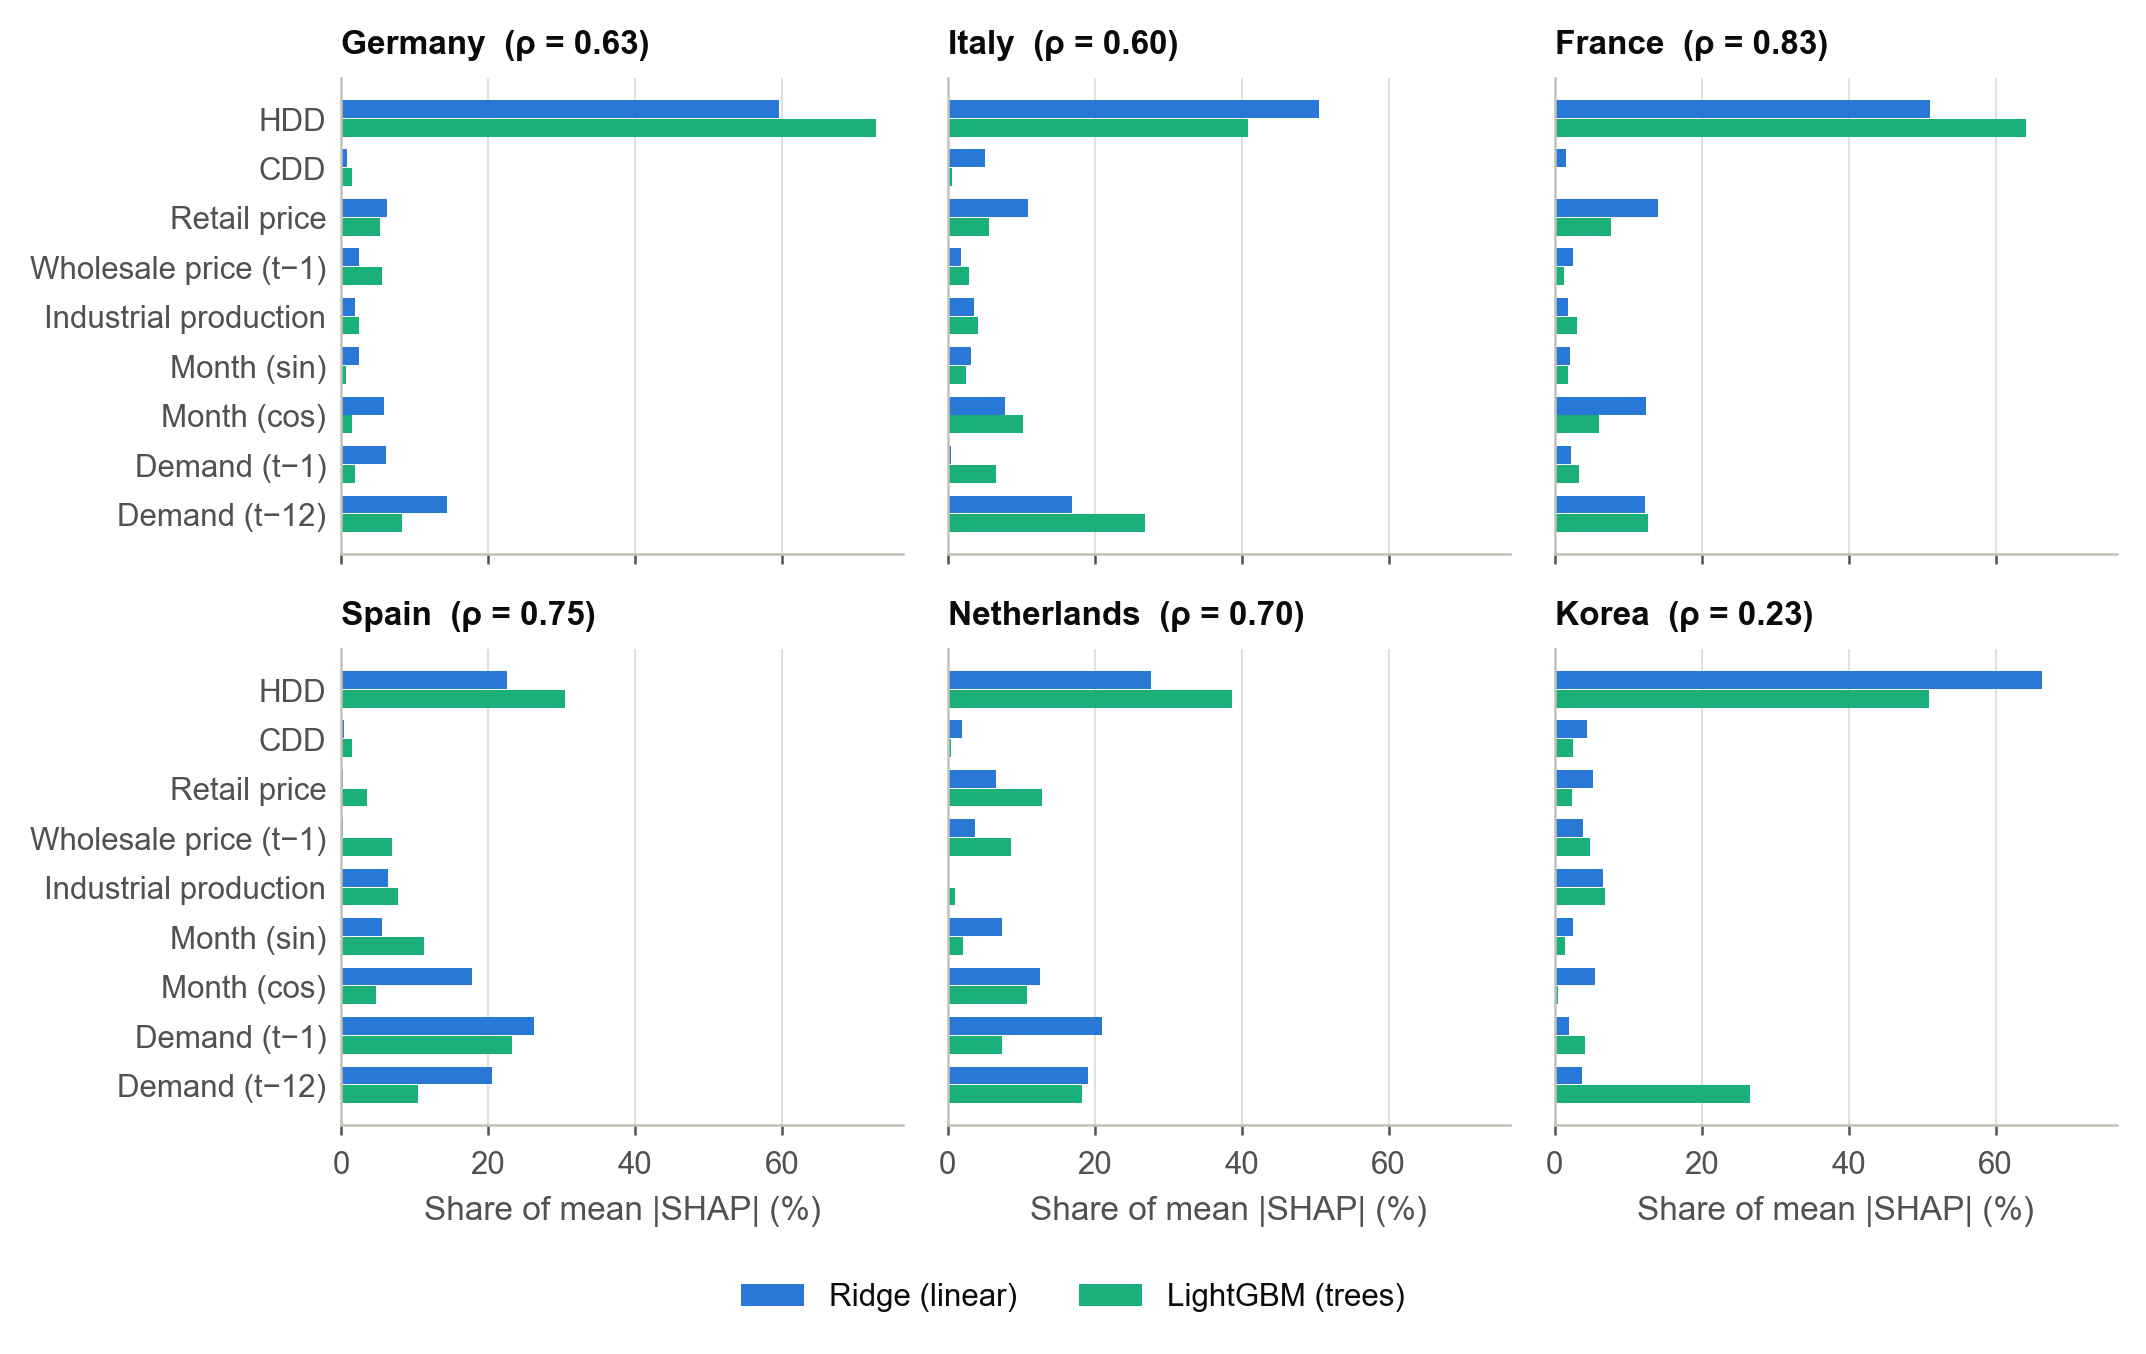 Germany  (ρ = 0.63)
Italy  (ρ = 0.60)
France  (ρ = 0.83)
HDD
CDD
Retail price
Wholesale price (t−1)
Industrial production
Month (sin)
Month (cos)
Demand (t−1)
Demand (t−12)
Spain  (ρ = 0.75)
Netherlands  (ρ = 0.70)
Korea  (ρ = 0.23)
HDD
CDD
Retail price
Wholesale price (t−1)
Industrial production
Month (sin)
Month (cos)
Demand (t−1)
Demand (t−12)
0 20 40 60
0 20 40 60
0 20 40 60
Share of mean |SHAP| (%)
Share of mean |SHAP| (%)
Share of mean |SHAP| (%)
Ridge (linear)
LightGBM (trees)